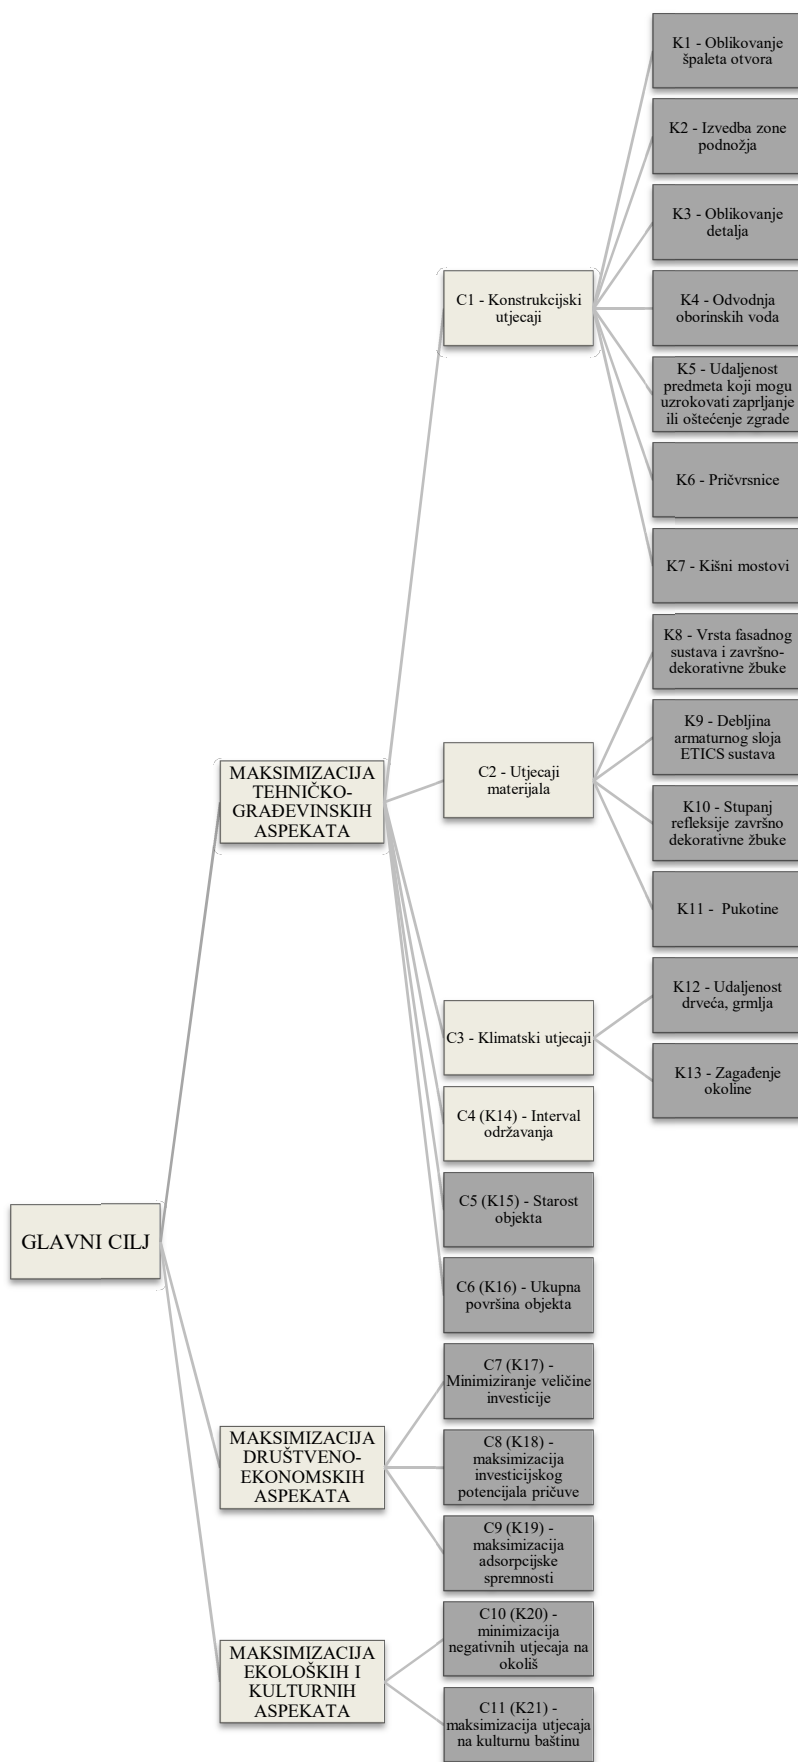 K1 - Oblikovanje
špaleta otvora
K2 - Izvedba zone
podnožja
K3 - Oblikovanje
detalja
C1 - Konstrukcijski
utjecaji
K4 - Odvodnja
oborinskih voda
K5 - Udaljenost
predmeta koji mogu
uzrokovati zaprljanje
ili oštećenje zgrade
K6 - Pričvrsnice
K7 - Kišni mostovi
K8 - Vrsta fasadnog
sustava i završno-
dekorativne žbuke
MAKSIMIZACIJA
TEHNIČKO-
GRAĐEVINSKIH
ASPEKATA
C2 - Utjecaji
materijala
K9 - Debljina
armaturnog sloja
ETICS sustava
K10 - Stupanj
refleksije završno
dekorativne žbuke
K11 -  Pukotine
K12 - Udaljenost
drveća, grmlja
C3 - Klimatski utjecaji
K13 - Zagađenje
okoline
C4 (K14) - Interval
održavanja
C5 (K15) - Starost
objekta
GLAVNI CILJ
C6 (K16) - Ukupna
površina objekta
C7 (K17) -
Minimiziranje veličine
investicije
MAKSIMIZACIJA
DRUŠTVENO-
EKONOMSKIH
ASPEKATA
C8 (K18) -
maksimizacija
investicijskog
potencijala pričuve
C9 (K19) -
maksimizacija
adsorpcijske
spremnosti
C10 (K20) -
minimizacija
negativnih utjecaja na
okoliš
MAKSIMIZACIJA
EKOLOŠKIH I
KULTURNIH
ASPEKATA
C11 (K21) -
maksimizacija utjecaja
na kulturnu baštinu